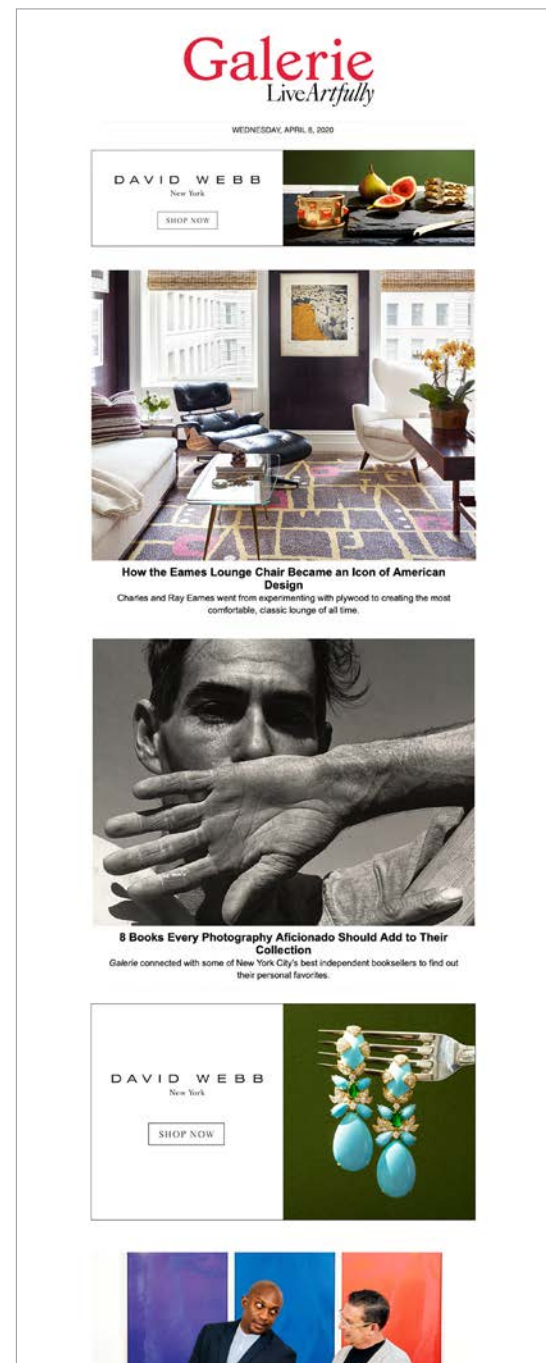 Galerie
LiveArtfully
WEDNESDAY, APRIL 8, 2020
DAVID WEBB
New York
SHOP NOW
How the Eames Lounge Chair Became an Icon of American
Design
Charles and Ray Eames went from experimenting with plywood to creating the most
comfortable, classic lounge of all time.
8 Books Every Photography Aficionado Should Add to Their
Collection
Galerie connected with some of New York City's best independent booksellers to find out
their personal favorites.
DAVID WEBB
New York
SHOP NOW